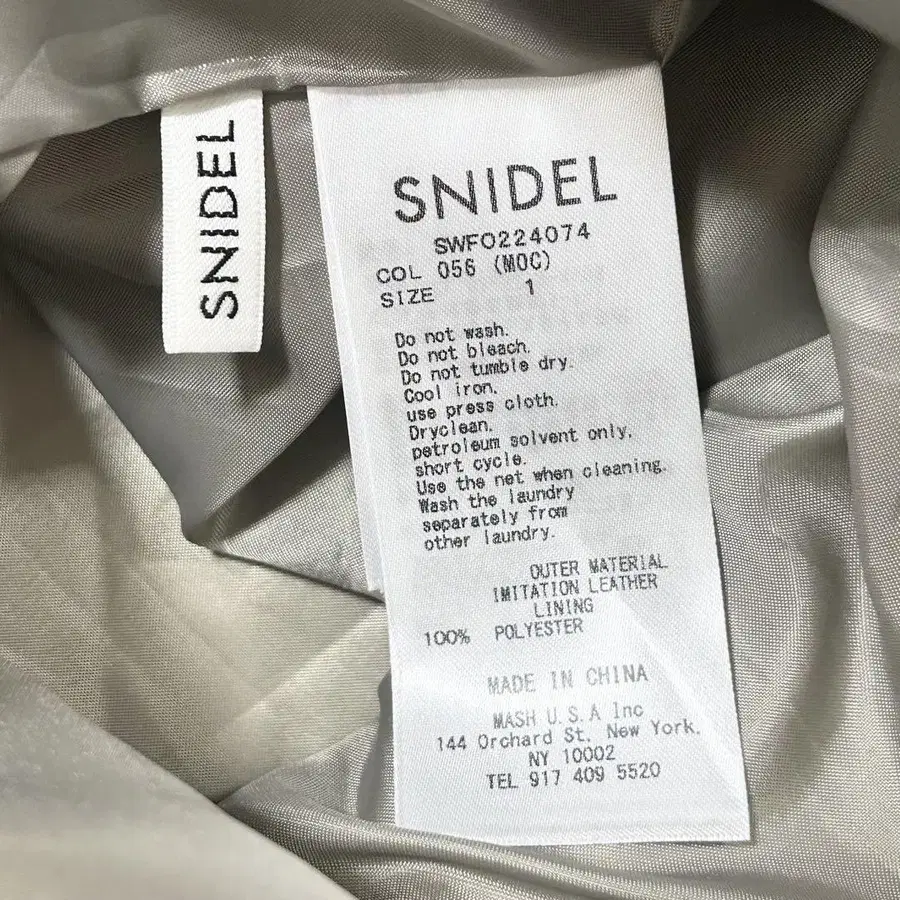 SNIDEL
SNIDEL
SWFO224074
COL 056 (MOC)
SIZE 1
Do not wash.
Do not bleach.
Do not tumble dry.
Cool iron,
use press cloth.
Dryclean.
petroleum solvent only,
short cycle.
Use the net when cleaning.
Wash the laundry
separately from
other laundry.
OUTER MATERIAL
IMITATION LEATHER
LINING
100% POLYESTER
MADE IN CHINA
MASH U.S.A Inc
144 Orchard St, New York,
NY 10002
TEL 917 409 5520